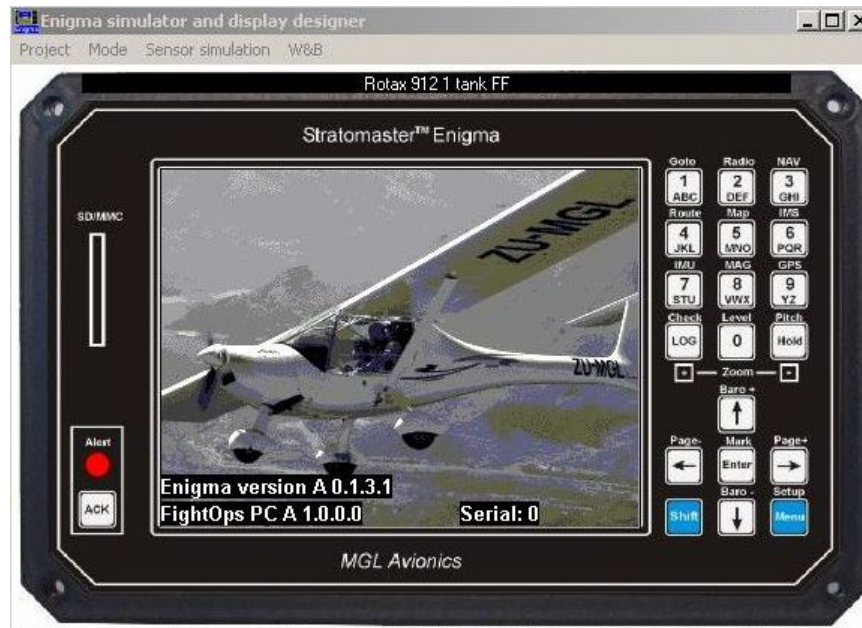 Enigma simulator and display designer
Project Mode Sensor simulation W&B
Rotax 912 1 tank FF
Stratomaster™ Enigma
SD/MMC
ZU-MGL
ZU-MGL
Enigma version A 0.1.3.1
FightOps PC A 1.0.0.0 Serial: 0
Alert
ACK
MGL Avionics
Goto Radio NAV
1 2 3
ABC DEF GHI
Route Map IMS
4 5 6
JKL MNO PQR
IMU MAG GPS
7 8 9
STU VWX YZ
Check Level Pitch
LOG 0 Hold
+ Zoom -
Baro +
Page- Mark Page+
Enter
Baro - Setup
Shift Menu